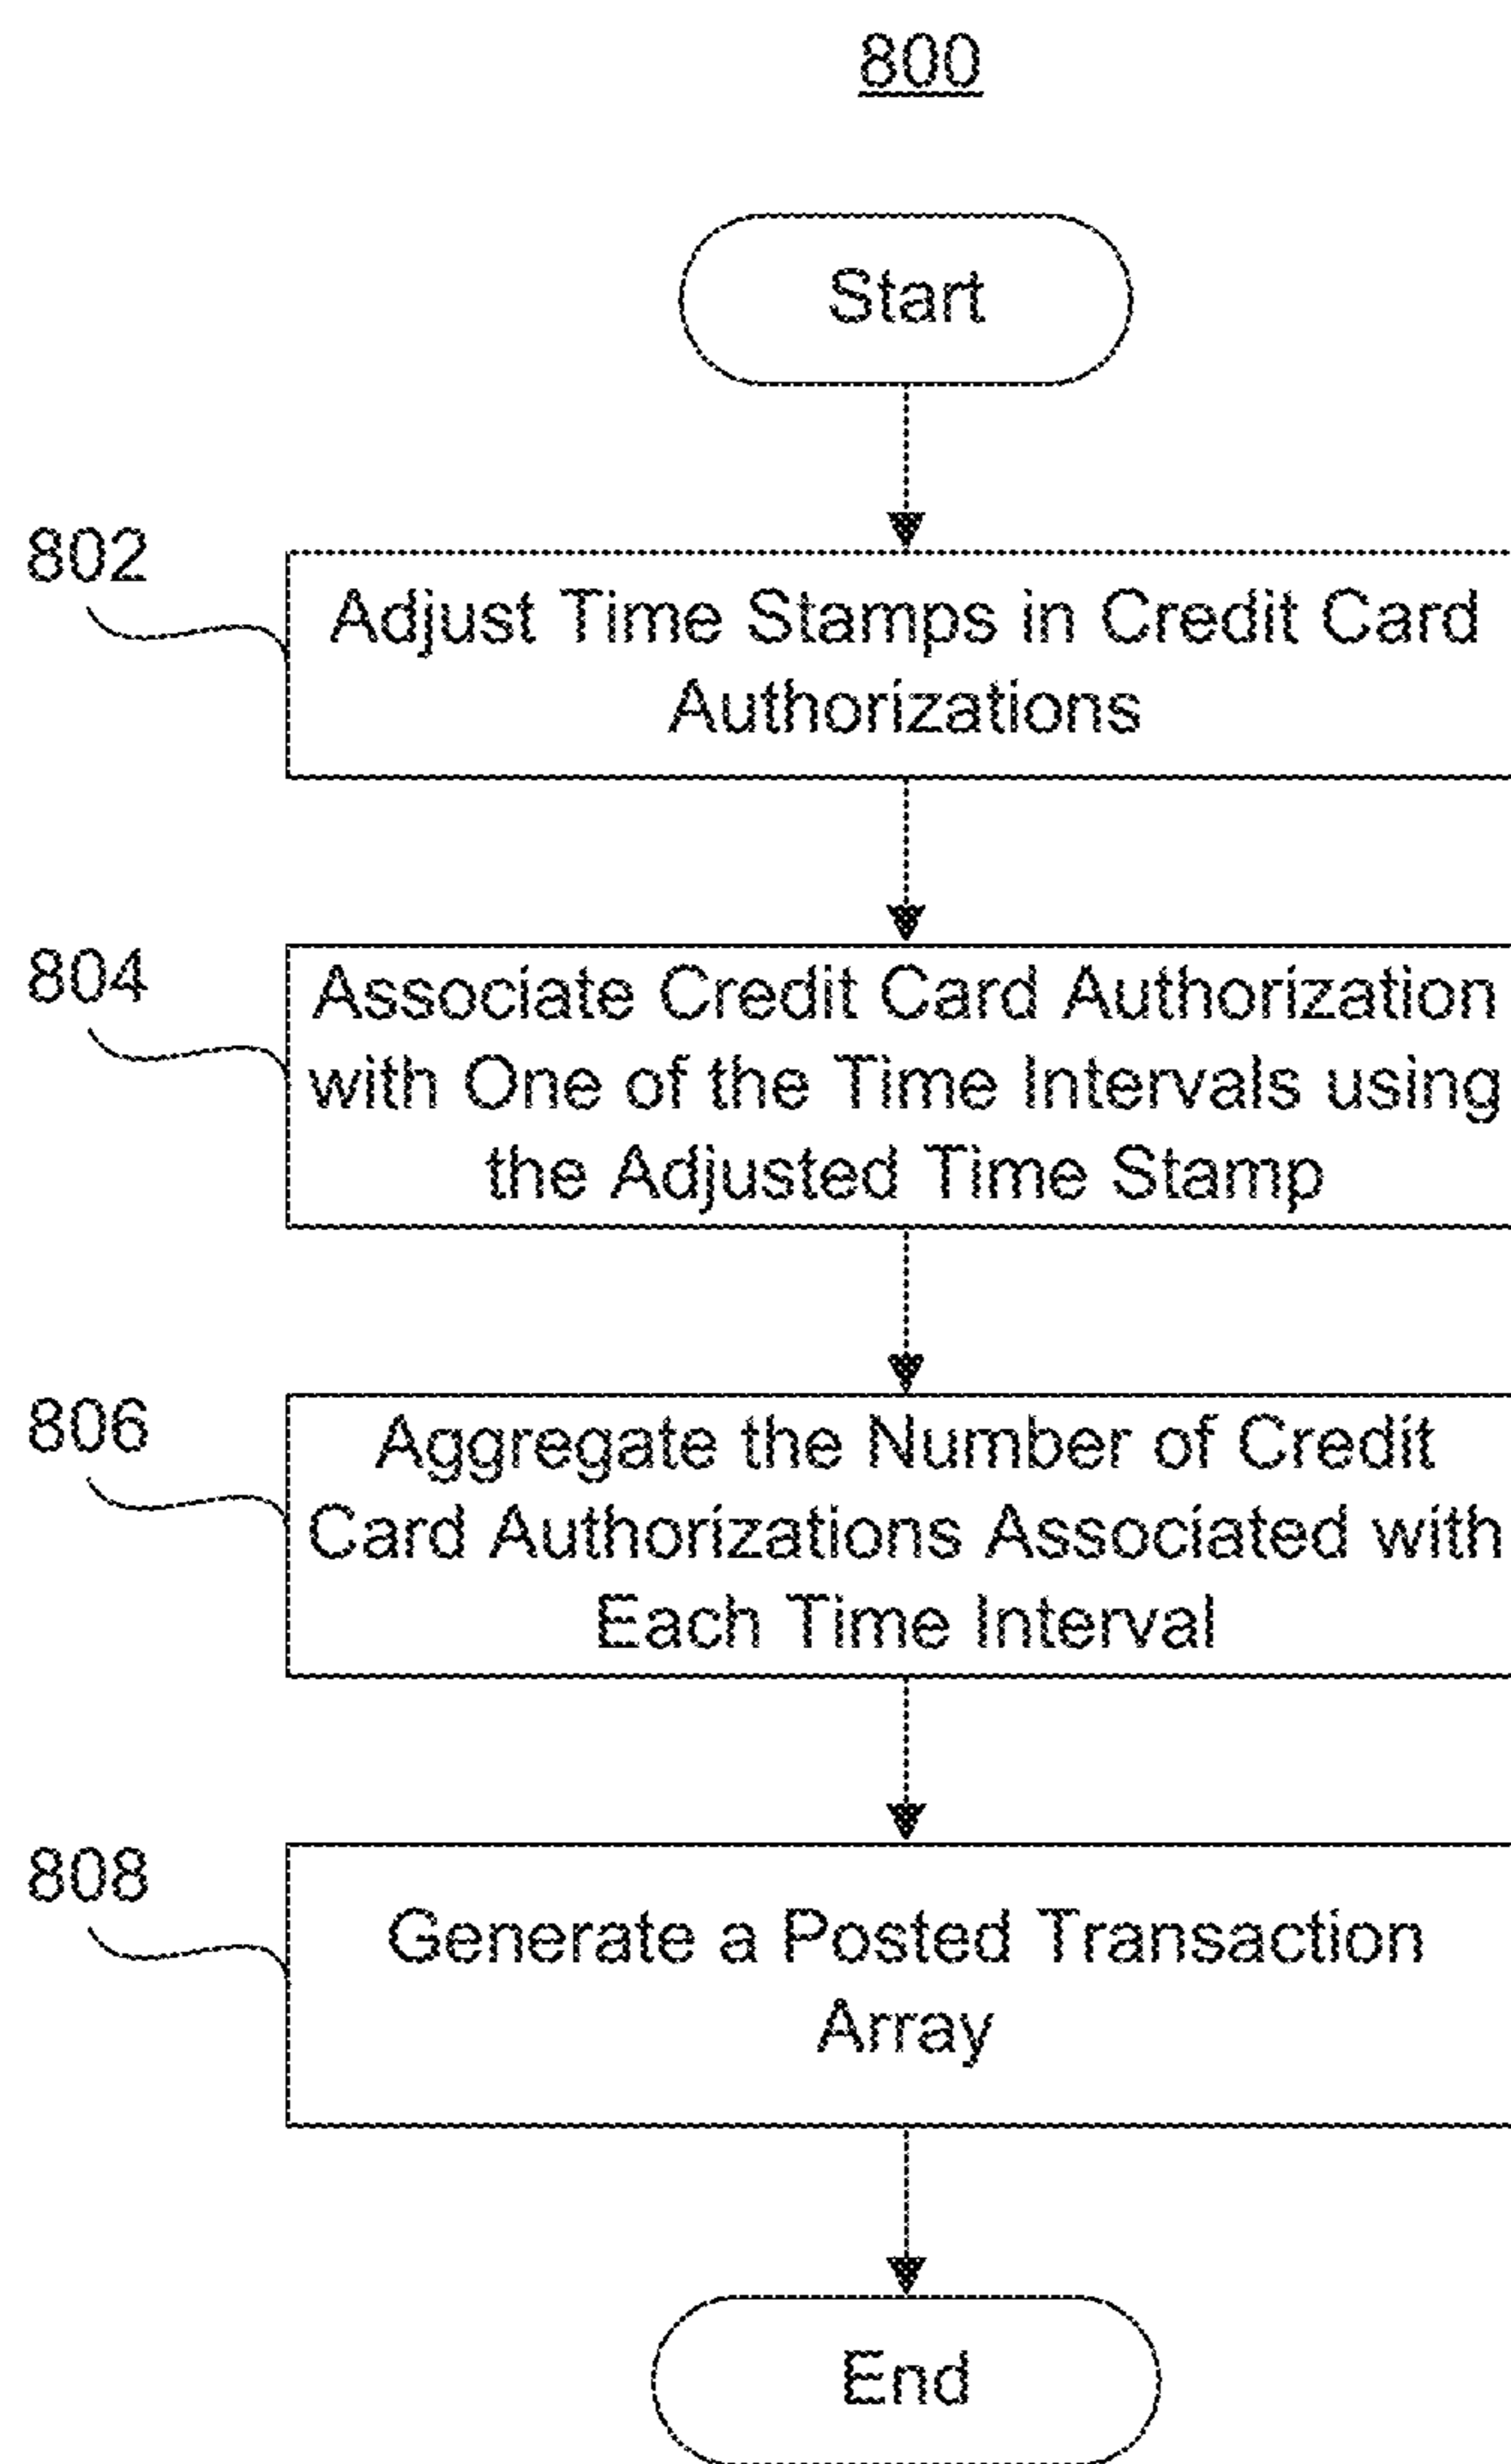 800
Start
802
Adjust Time Stamps in Credit Card
Authorizations
804
Associate Credit Card Authorization
with One of the Time Intervals using
the Adjusted Time Stamp
806
Aggregate the Number of Credit
Card Authorizations Associated with
Each Time Interval
808
Generate a Posted Transaction
Array
End